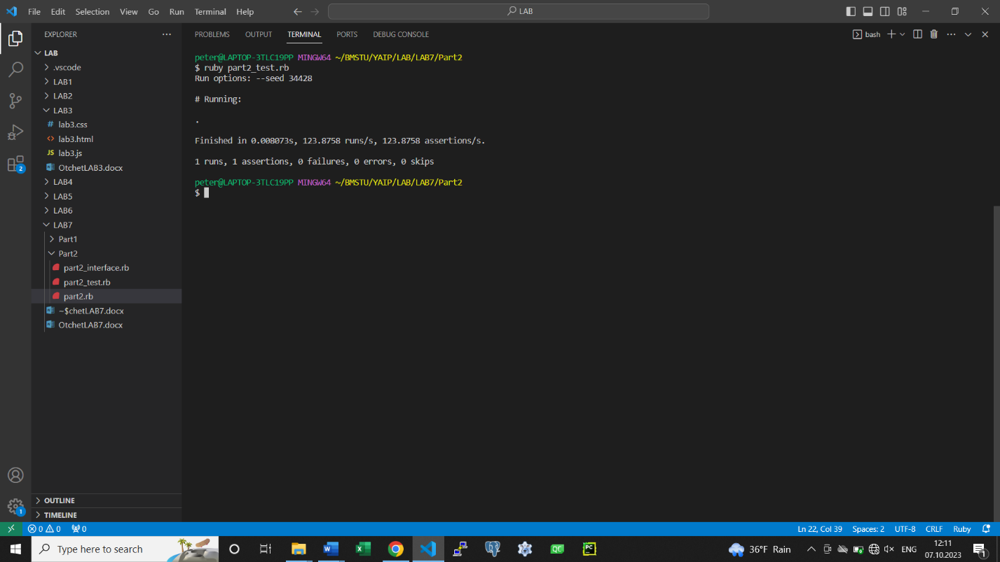 File Edit Selection View Go Run Terminal Help
LAB
EXPLORER
LAB
.vscode
LAB1
LAB2
LAB3
# lab3.css
<> lab3.html
JS lab3.js
OtchetLAB3.docx
LAB4
LAB5
LAB6
LAB7
Part1
Part2
part2_interface.rb
part2_test.rb
part2.rb
~$chetLAB7.docx
OtchetLAB7.docx
OUTLINE
TIMELINE
2
1
PROBLEMS OUTPUT TERMINAL PORTS DEBUG CONSOLE
bash
peter@LAPTOP-3TLC19PP MINGW64 ~/BMSTU/YAIP/LAB/LAB7/Part2
$ ruby part2_test.rb
Run options: --seed 34428
# Running:
.
Finished in 0.008073s, 123.8758 runs/s, 123.8758 assertions/s.
1 runs, 1 assertions, 0 failures, 0 errors, 0 skips
peter@LAPTOP-3TLC19PP MINGW64 ~/BMSTU/YAIP/LAB/LAB7/Part2
$
0 0 0
Ln 22, Col 39 Spaces: 2 UTF-8 CRLF Ruby
Type here to search
W
X
QC
PC
36°F Rain
ENG
12:11
07.10.2023
1